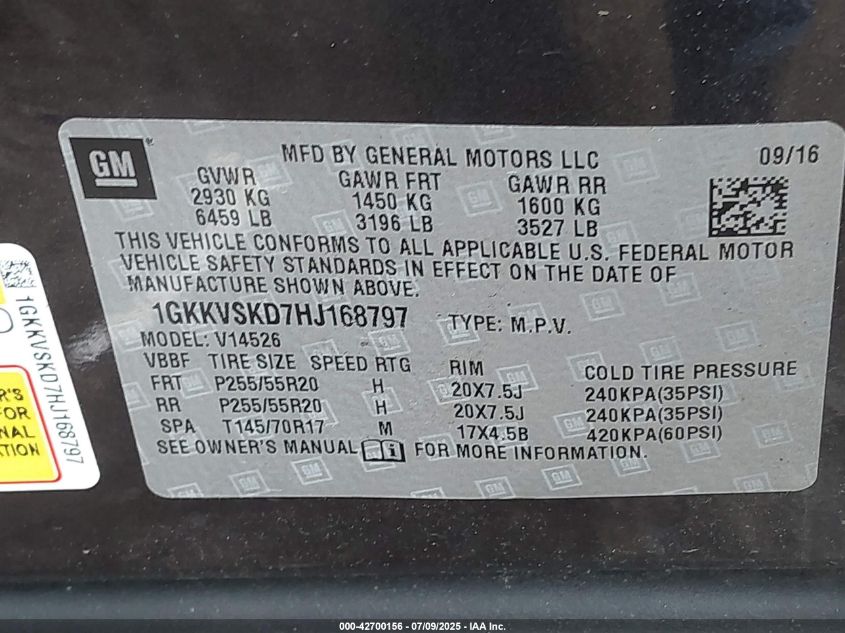 GM
MFD BY GENERAL MOTORS LLC 09/16
GVWR GAWR FRT GAWR RR
2930 KG 1450 KG 1600 KG
6459 LB 3196 LB 3527 LB
THIS VEHICLE CONFORMS TO ALL APPLICABLE U.S. FEDERAL MOTOR
VEHICLE SAFETY STANDARDS IN EFFECT ON THE DATE OF
MANUFACTURE SHOWN ABOVE.
1GKKVSKD7HJ168797 TYPE: M.P.V.
MODEL: V14526
VBBF TIRE SIZE SPEED RTG RIM COLD TIRE PRESSURE
FRT P255/55R20 H 20X7.5J 240KPA(35PSI)
RR P255/55R20 H 20X7.5J 240KPA(35PSI)
SPA T145/70R17 M 17X4.5B 420KPA(60PSI)
SEE OWNER'S MANUAL FOR MORE INFORMATION.
1GKKVSKD7HJ168797
R'S
FOR
NAL
ATION
000-42700156 - 07/09/2025 - IAA Inc.